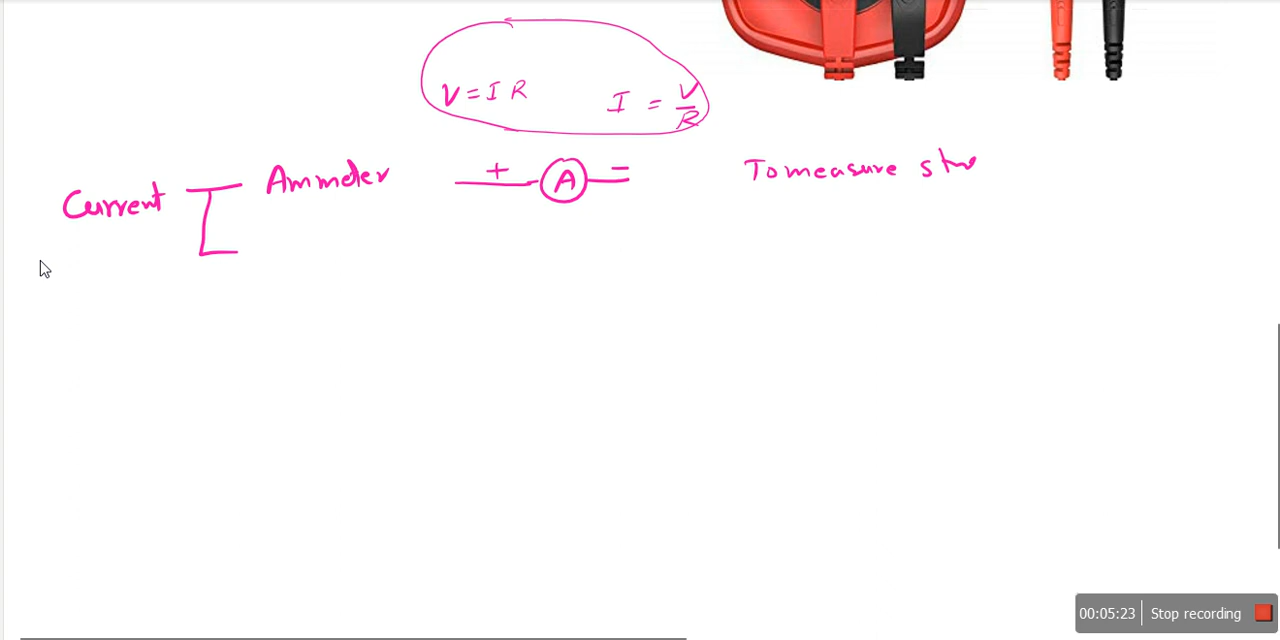 V = I R I = V/R
Current Ammeter + A = To measure
00:05:23 Stop recording